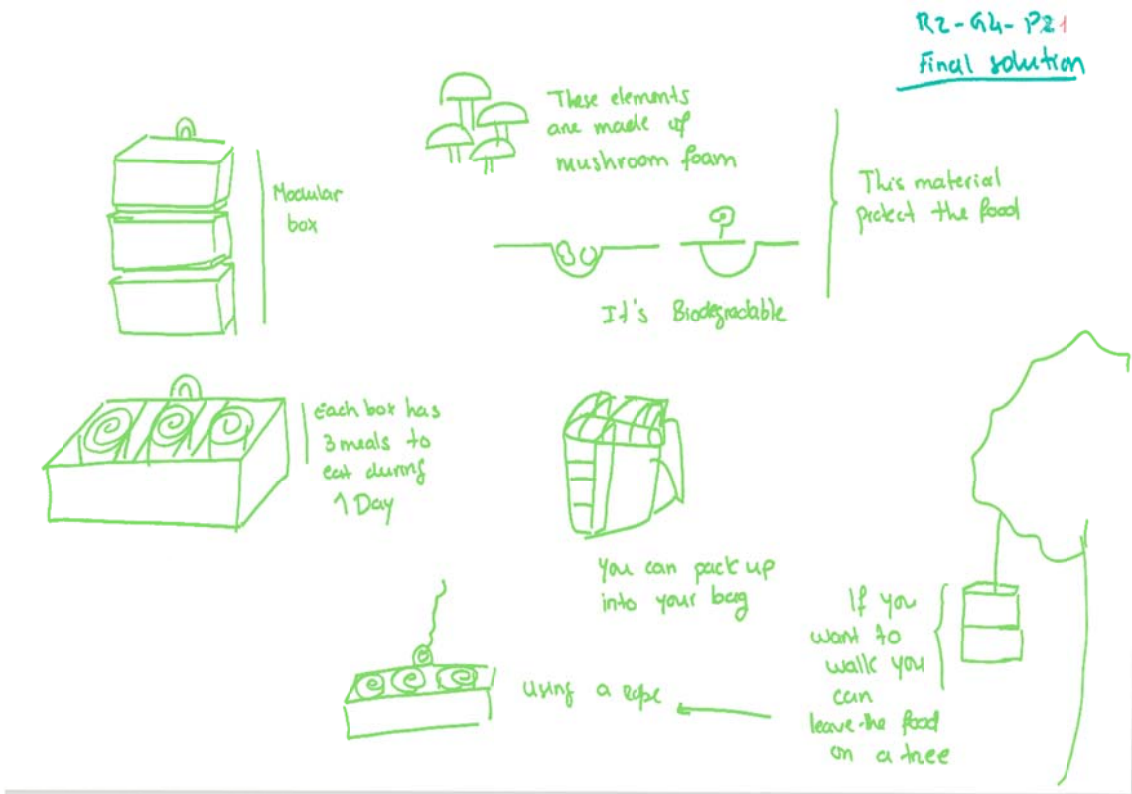 R2-G4-P21
Final solution
These elements
are made of
mushroom foam
Modular
box
This material
protect the food
It's Biodegradable
Each box has
3 meals to
eat during
1 Day
You can pack up
into your bag
If you
want to
walk you
can
leave the food
on a tree
using a rope